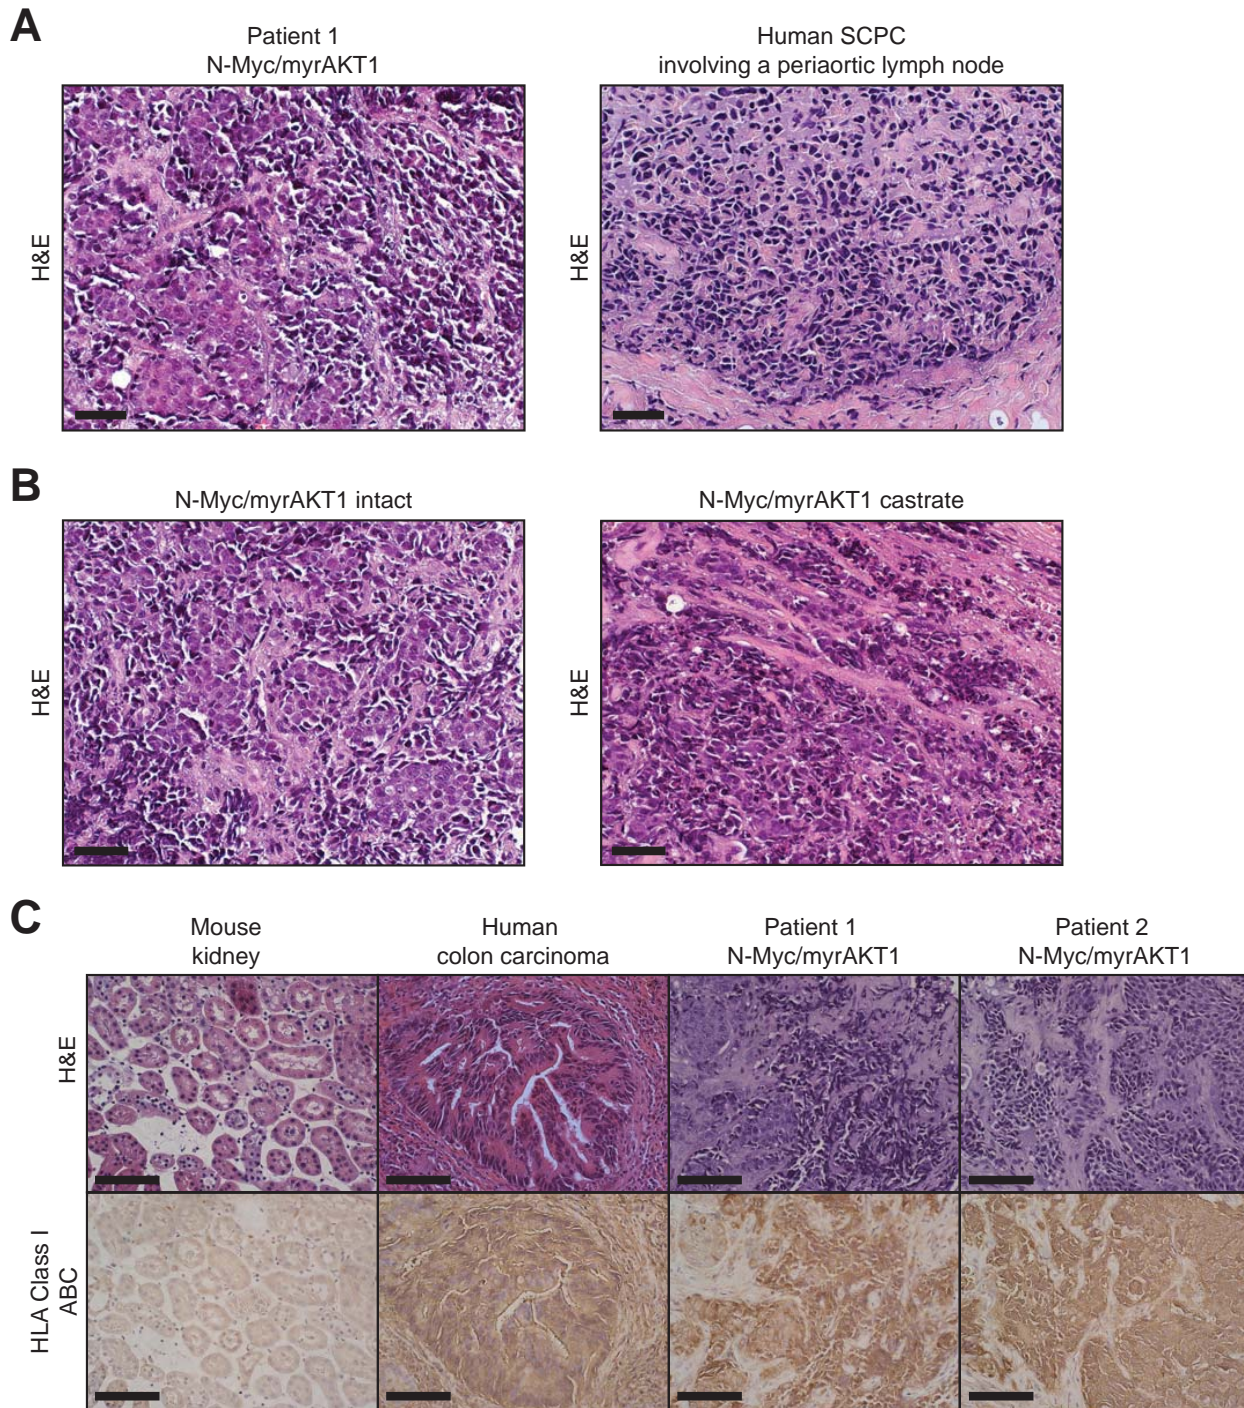 A
Patient 1
N-Myc/myrAKT1
Human SCPC
involving a periaortic lymph node
H&E
H&E
B
N-Myc/myrAKT1 intact
N-Myc/myrAKT1 castrate
H&E
H&E
C
Mouse
kidney
Human
colon carcinoma
Patient 1
N-Myc/myrAKT1
Patient 2
N-Myc/myrAKT1
H&E
HLA Class I
ABC